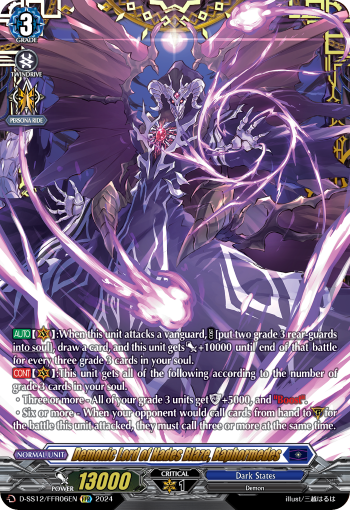 3
GRADE
TWINDRIVE
PERSONA RIDE
AUTO [ ]:When this unit attacks a vanguard, COST [put two grade 3 rear-guards
into soul], draw a card, and this unit gets +10000 until end of that battle
for every three grade 3 cards in your soul.
CONT [ ]:This unit gets all of the following according to the number of
grade 3 cards in your soul.
・Three or more - All of your grade 3 units get +5000, and "Boost".
・Six or more - When your opponent would call cards from hand to for
the battle this unit attacked, they must call three or more at the same time.
NORMAL UNIT
Demonic Lord of Hades Blaze, Baphormedes
POWER 13000
CRITICAL
1
Dark States
Demon
D-SS12/FFR06EN FFR 2024
illust/三越はるは